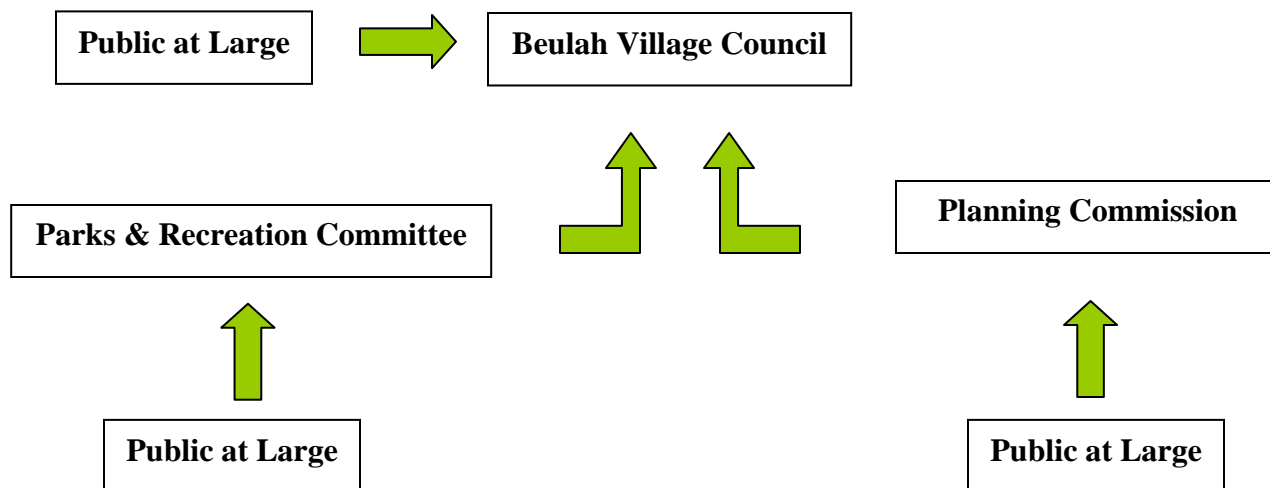 Public at Large
Beulah Village Council
Parks & Recreation Committee
Planning Commission
Public at Large
Public at Large